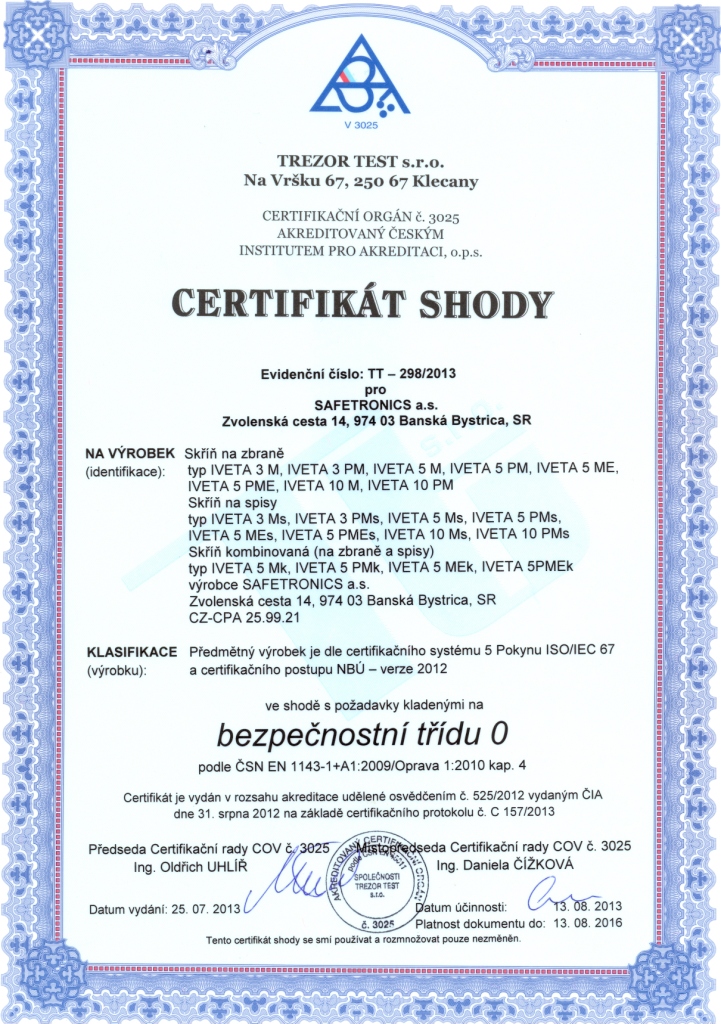 V 3025
TREZOR TEST s.r.o.
Na Vršku 67, 250 67 Klecany
CERTIFIKAČNÍ ORGÁN č. 3025
AKREDITOVANÝ ČESKÝM
INSTITUTEM PRO AKREDITACI, o.p.s.
CERTIFIKÁT SHODY
Evidenční číslo: TT – 298/2013
pro
SAFETRONICS a.s.
Zvolenská cesta 14, 974 03 Banská Bystrica, SR
NA VÝROBEK Skříň na zbraně
(identifikace): typ IVETA 3 M, IVETA 3 PM, IVETA 5 M, IVETA 5 PM, IVETA 5 ME,
IVETA 5 PME, IVETA 10 M, IVETA 10 PM
Skříň na spisy
typ IVETA 3 Ms, IVETA 3 PMs, IVETA 5 Ms, IVETA 5 PMs,
IVETA 5 MEs, IVETA 5 PMEs, IVETA 10 Ms, IVETA 10 PMs
Skříň kombinovaná (na zbraně a spisy)
typ IVETA 5 Mk, IVETA 5 PMk, IVETA 5 MEk, IVETA 5PMEk
výrobce SAFETRONICS a.s.
Zvolenská cesta 14, 974 03 Banská Bystrica, SR
CZ-CPA 25.99.21
KLASIFIKACE Předmětný výrobek je dle certifikačního systému 5 Pokynu ISO/IEC 67
(výrobku): a certifikačního postupu NBÚ – verze 2012
ve shodě s požadavky kladenými na
bezpečnostní třídu 0
podle ČSN EN 1143-1+A1:2009/Oprava 1:2010 kap. 4
Certifikát je vydán v rozsahu akreditace udělené osvědčením č. 525/2012 vydaným ČIA
dne 31. srpna 2012 na základě certifikačního protokolu č. C 157/2013
Předseda Certifikační rady COV č. 3025 Místopředseda Certifikační rady COV č. 3025
Ing. Oldřich UHLÍŘ Ing. Daniela ČÍŽKOVÁ
AKREDITOVANÝ CERTIFIKAČNÍ ORGÁN
SPOLEČNOSTI
TREZOR TEST
s.r.o.
č. 3025
Datum vydání: 25. 07. 2013 Datum účinnosti: 13. 08. 2013
Platnost dokumentu do: 13. 08. 2016
Tento certifikát shody se smí používat a rozmnožovat pouze nezměněn.